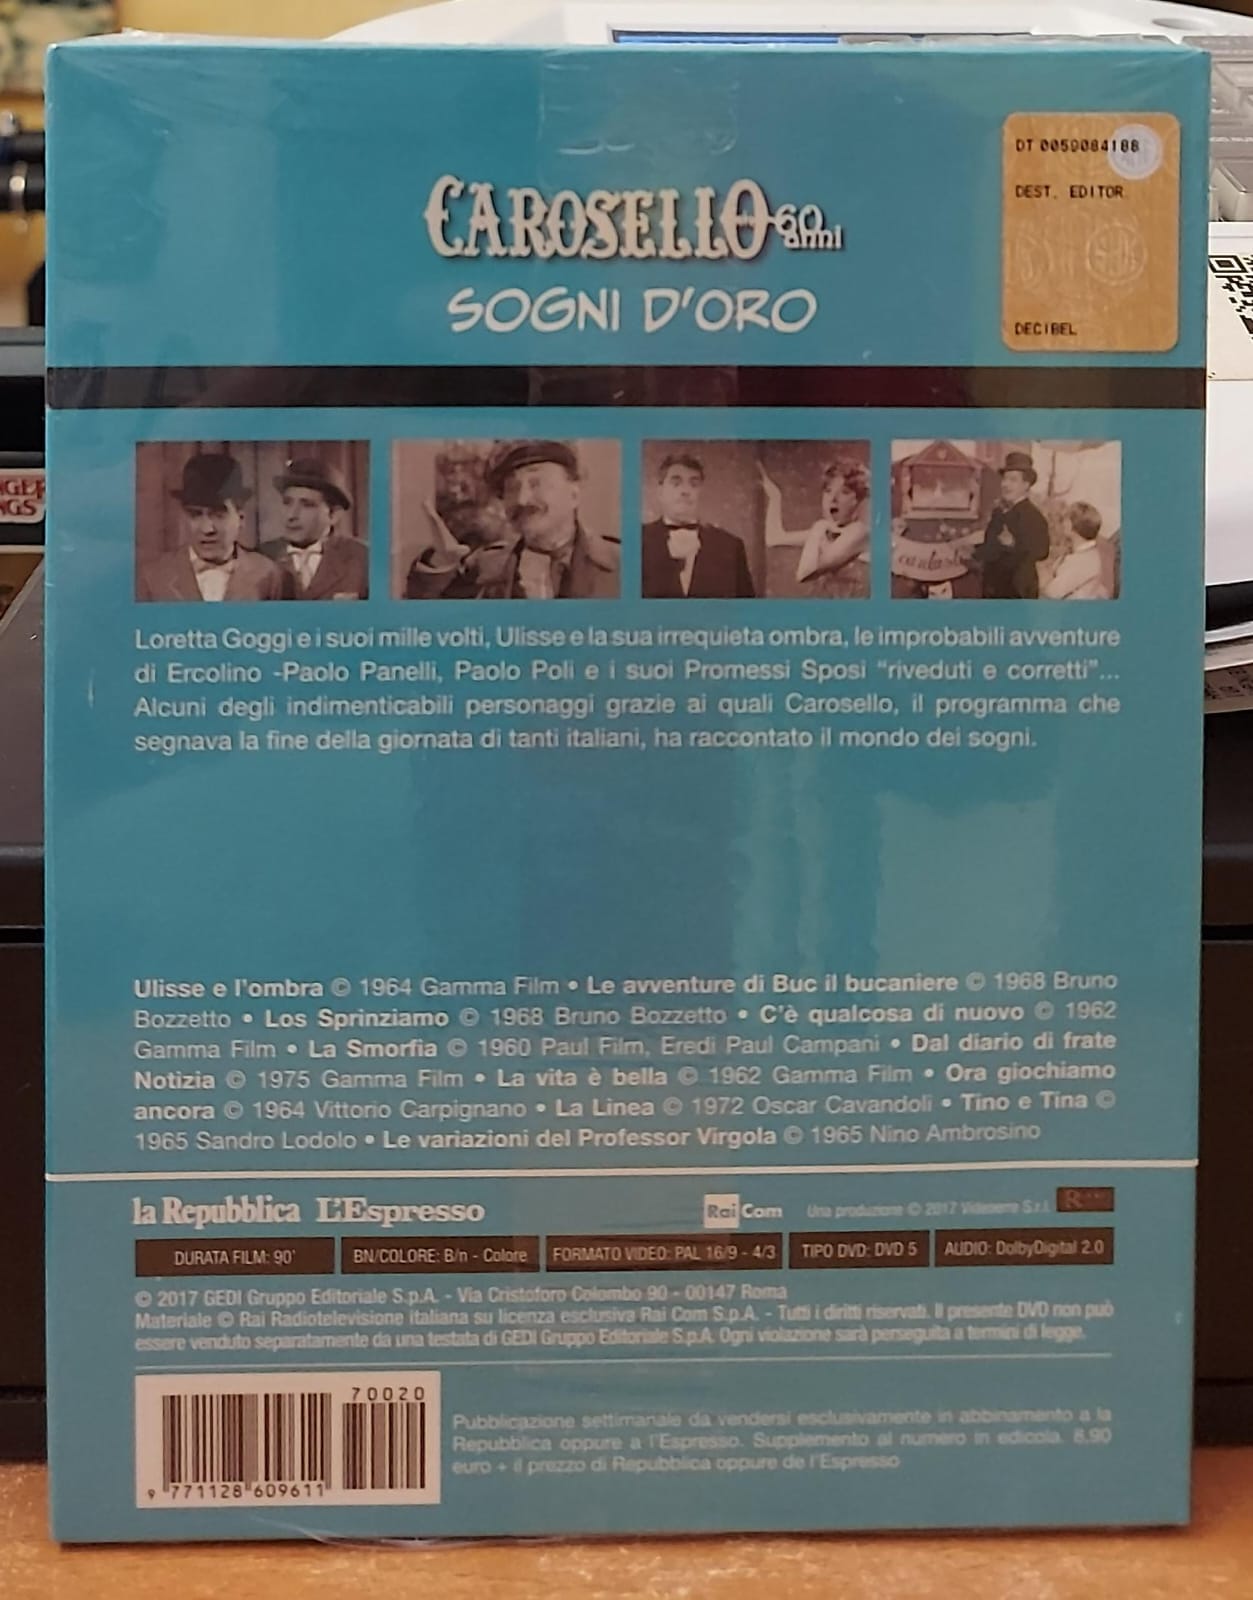 DT 0059084188
DEST. EDITOR.
DECIBEL
CAROSELLO 60 anni
SOGNI D'ORO
Loretta Goggi e i suoi mille volti, Ulisse e la sua irrequieta ombra, le improbabili avventure
di Ercolino -Paolo Panelli, Paolo Poli e i suoi Promessi Sposi "riveduti e corretti"...
Alcuni degli indimenticabili personaggi grazie ai quali Carosello, il programma che
segnava la fine della giornata di tanti italiani, ha raccontato il mondo dei sogni.
Ulisse e l'ombra © 1964 Gamma Film • Le avventure di Buc il bucaniere © 1968 Bruno
Bozzetto • Los Sprinziamo © 1968 Bruno Bozzetto • C'è qualcosa di nuovo © 1962
Gamma Film • La Smorfia © 1960 Paul Film, Eredi Paul Campani • Dal diario di frate
Notizia © 1975 Gamma Film • La vita è bella © 1962 Gamma Film • Ora giochiamo
ancora © 1964 Vittorio Carpignano • La Linea © 1972 Oscar Cavandoli • Tino e Tina ©
1965 Sandro Lodolo • Le variazioni del Professor Virgola © 1965 Nino Ambrosino
la Repubblica L'Espresso Rai Com Una produzione © 2017 S.r.l.
DURATA FILM: 90' BN/COLORE: B/n - Colore FORMATO VIDEO: PAL 16/9 - 4/3 TIPO DVD: DVD 5 AUDIO: DolbyDigital 2.0
© 2017 GEDI Gruppo Editoriale S.p.A. - Via Cristoforo Colombo 90 - 00147 Roma
Materiale © Rai Radiotelevisione italiana su licenza esclusiva Rai Com S.p.A. - Tutti i diritti riservati. Il presente DVD non può
essere venduto separatamente da una testata di GEDI Gruppo Editoriale S.p.A. Ogni violazione sarà perseguita a termini di legge.
70020
9 771128 609611
Pubblicazione settimanale da vendersi esclusivamente in abbinamento a la
Repubblica oppure a l'Espresso. Supplemento al numero in edicola. 8.90
euro + il prezzo di Repubblica oppure de l'Espresso